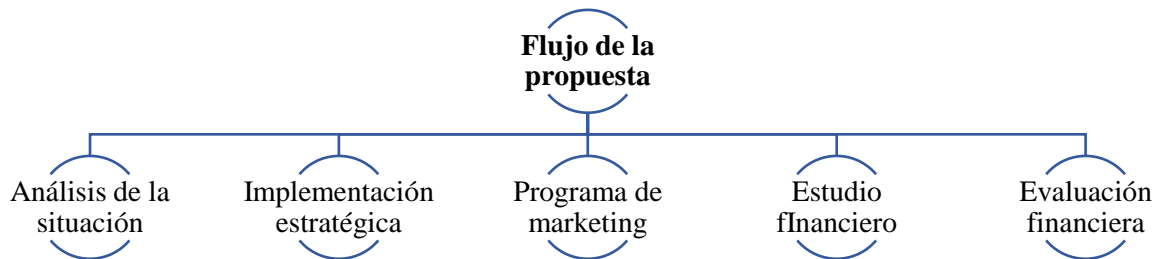 Flujo de la
propuesta
Análisis de la
situación
Implementación
estratégica
Programa de
marketing
Estudio
fInanciero
Evaluación
financiera